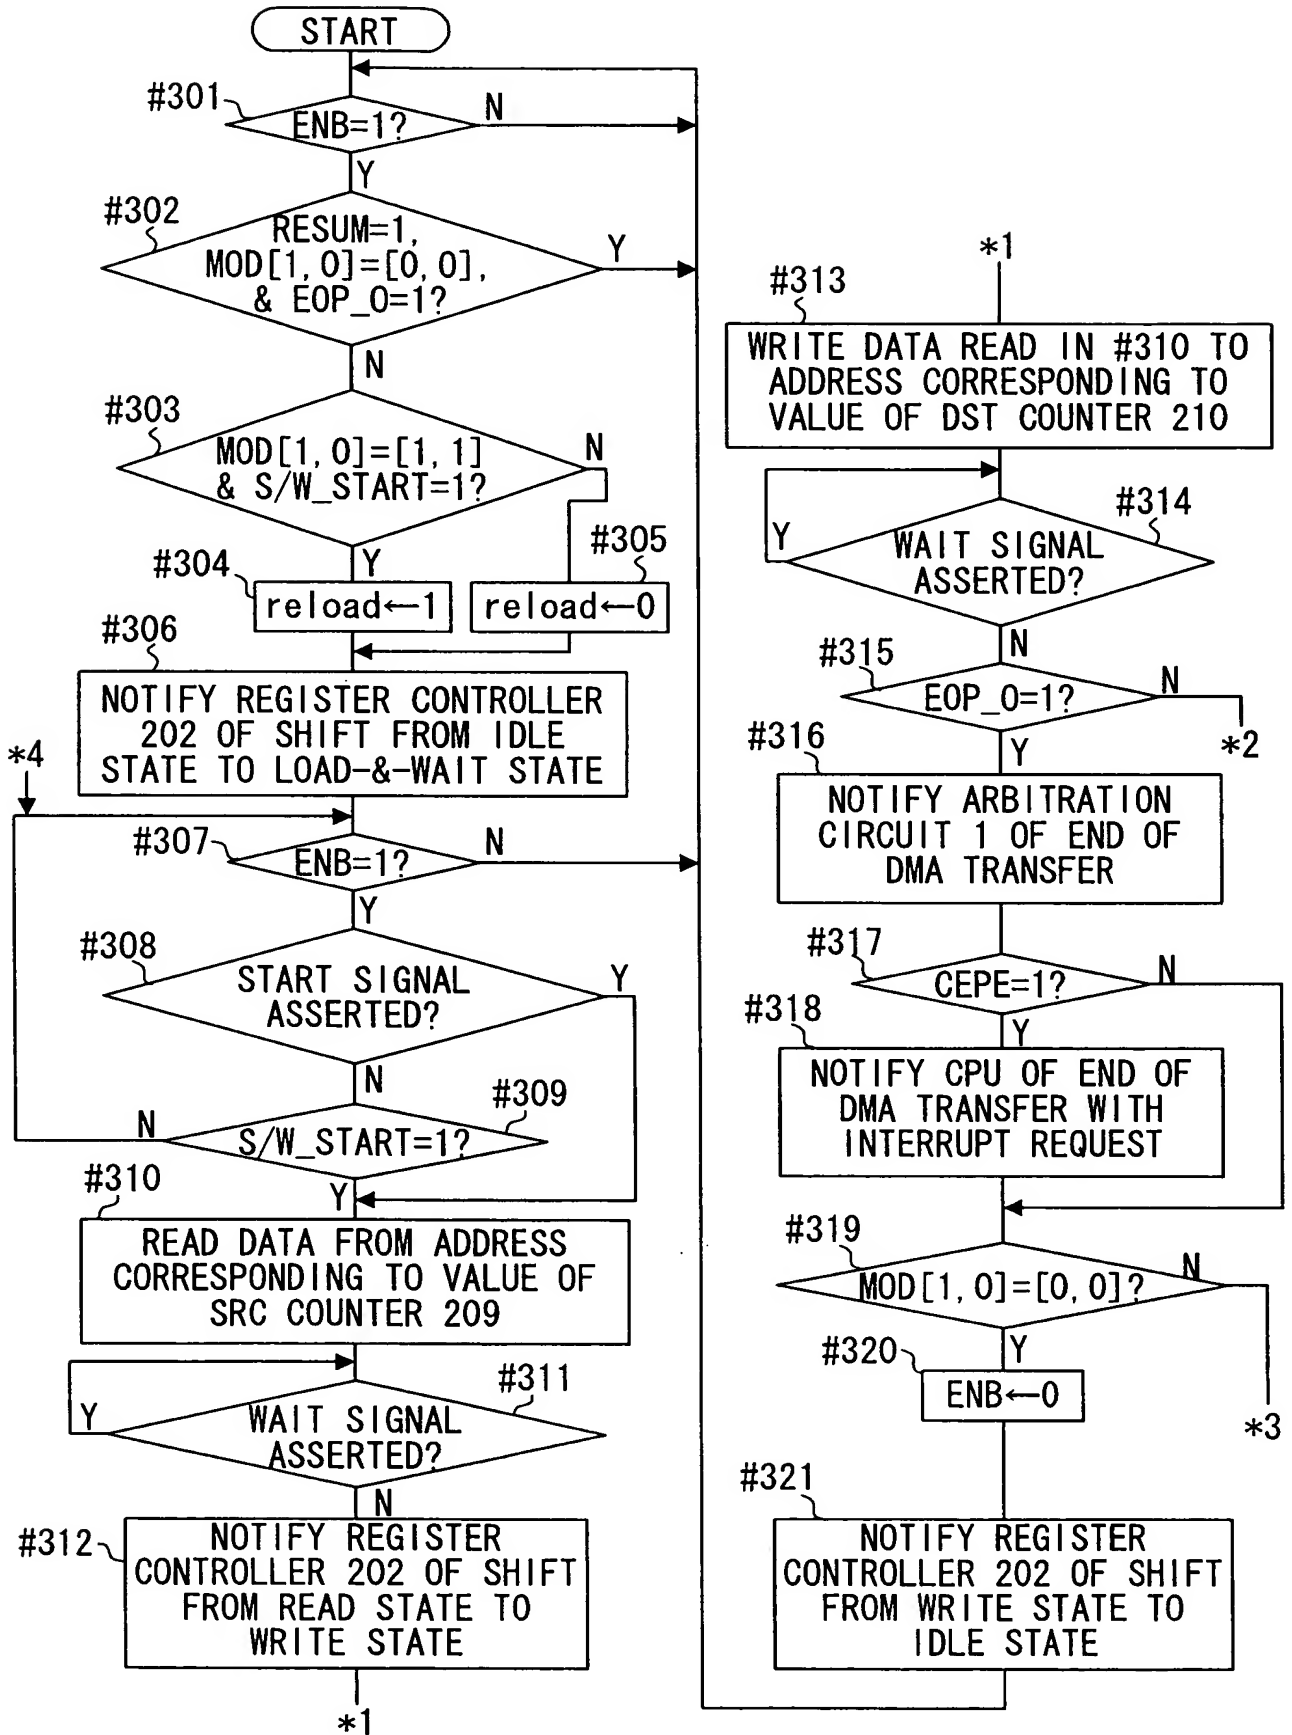 START
#301
ENB=1?
N
Y
#302
RESUM=1,
MOD[1,0]=[0,0],
& EOP_O=1?
Y
N
#303
MOD[1,0]=[1,1]
& S/W_START=1?
N
Y
#304
reload←1
#305
reload←0
#306
NOTIFY REGISTER CONTROLLER
202 OF SHIFT FROM IDLE
STATE TO LOAD-&-WAIT STATE
*4
#307
ENB=1?
N
Y
#308
START SIGNAL
ASSERTED?
Y
N
#309
S/W_START=1?
N
Y
#310
READ DATA FROM ADDRESS
CORRESPONDING TO VALUE OF
SRC COUNTER 209
#311
WAIT SIGNAL
ASSERTED?
Y
N
#312
NOTIFY REGISTER
CONTROLLER 202 OF SHIFT
FROM READ STATE TO
WRITE STATE
*1
*1
#313
WRITE DATA READ IN #310 TO
ADDRESS CORRESPONDING TO
VALUE OF DST COUNTER 210
#314
WAIT SIGNAL
ASSERTED?
Y
N
#315
EOP_O=1?
N
*2
Y
#316
NOTIFY ARBITRATION
CIRCUIT 1 OF END OF
DMA TRANSFER
#317
CEPE=1?
N
Y
#318
NOTIFY CPU OF END OF
DMA TRANSFER WITH
INTERRUPT REQUEST
#319
MOD[1,0]=[0,0]?
N
*3
Y
#320
ENB←0
#321
NOTIFY REGISTER
CONTROLLER 202 OF SHIFT
FROM WRITE STATE TO
IDLE STATE